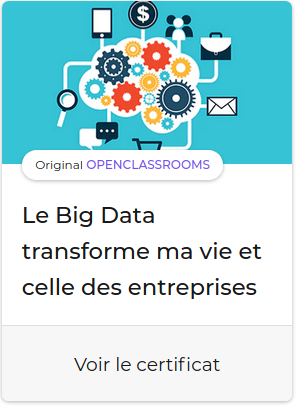 $
Original OPENCLASSROOMS
Le Big Data
transforme ma vie et
celle des entreprises
Voir le certificat